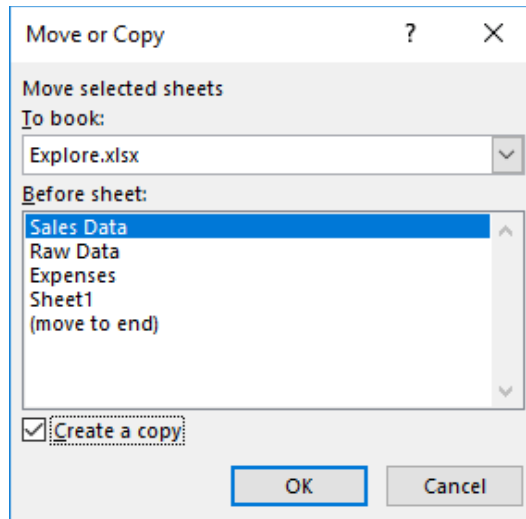 Move or Copy ?
Move selected sheets
To book:
Explore.xlsx
Before sheet:
Sales Data
Raw Data
Expenses
Sheet1
(move to end)
Create a copy
OK Cancel